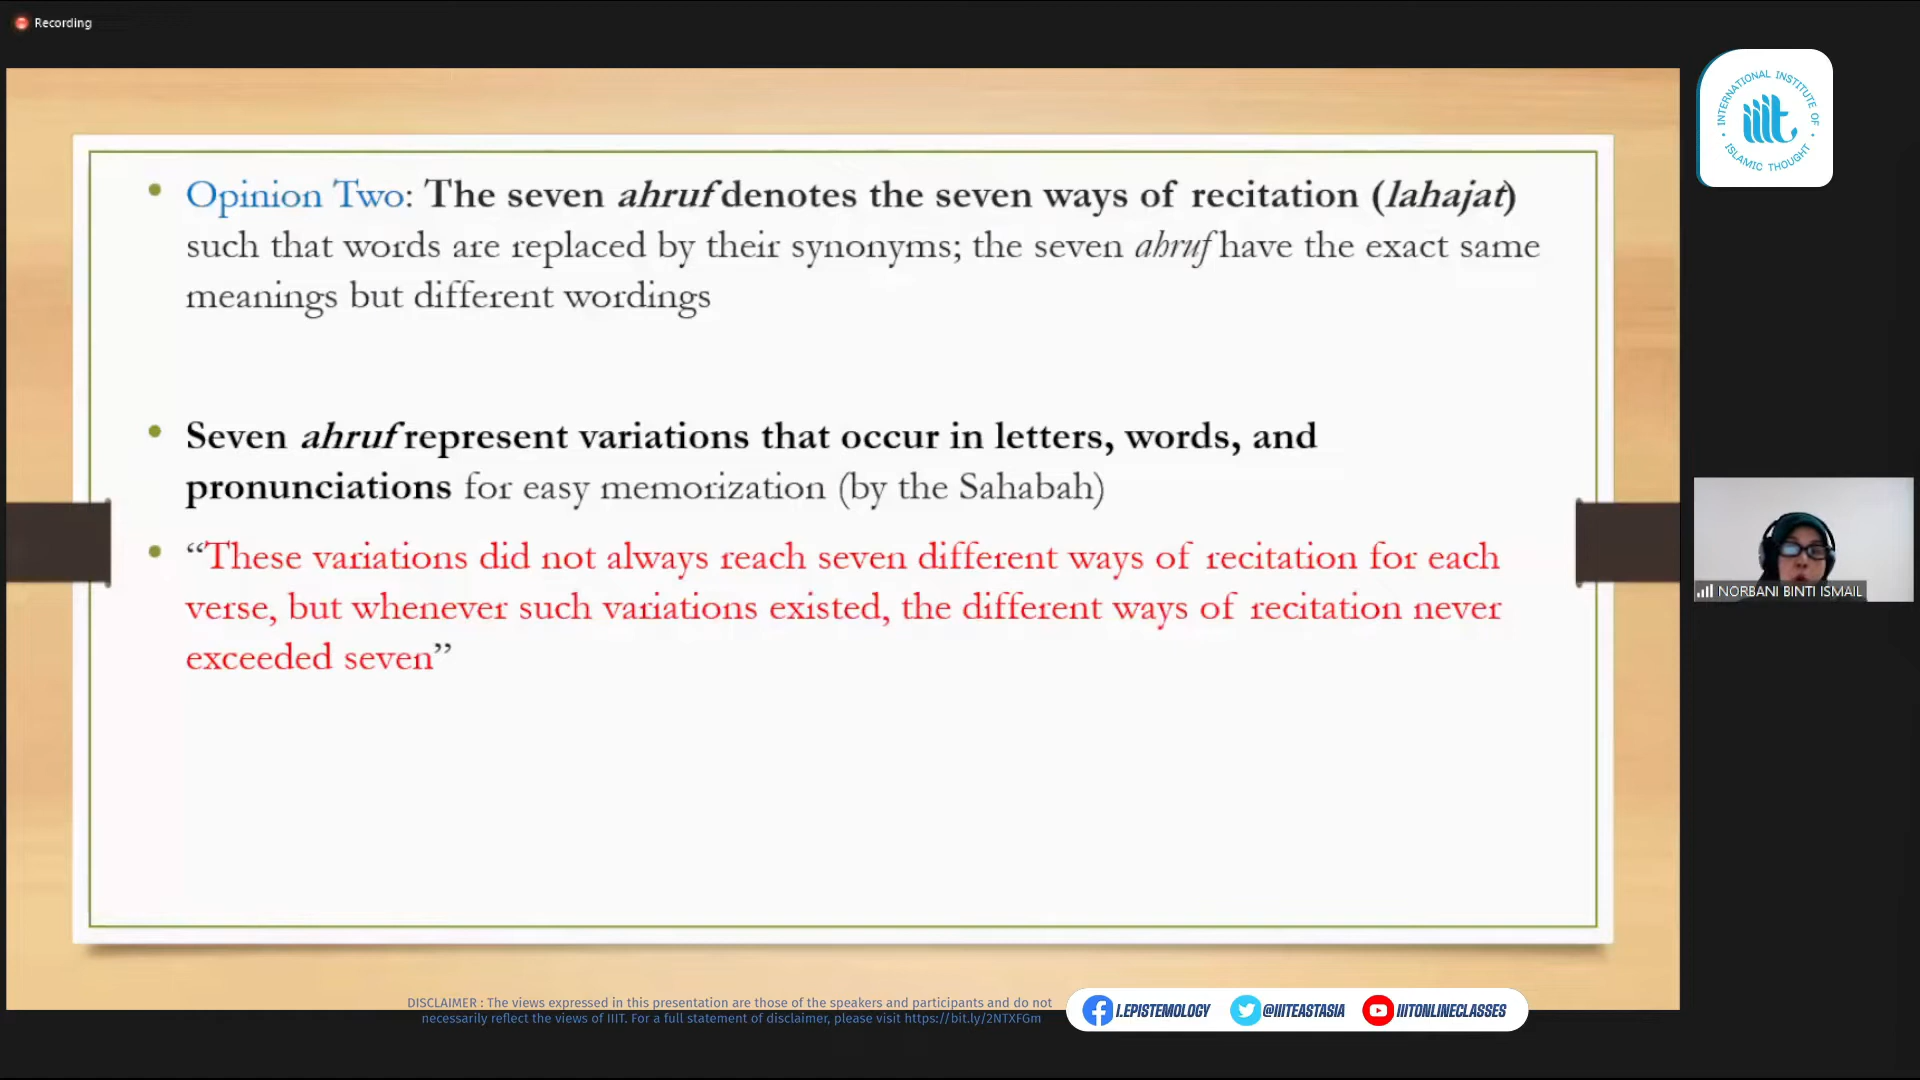 Recording
INTERNATIONAL INSTITUTE OF
iiit
ISLAMIC THOUGHT
Opinion Two: The seven ahruf denotes the seven ways of recitation (lahajat)
such that words are replaced by their synonyms; the seven ahruf have the exact same
meanings but different wordings
Seven ahruf represent variations that occur in letters, words, and
pronunciations for easy memorization (by the Sahabah)
“These variations did not always reach seven different ways of recitation for each
verse, but whenever such variations existed, the different ways of recitation never
exceeded seven”
NORBANI BINTI ISMAIL
DISCLAIMER : The views expressed in this presentation are those of the speakers and participants and do not
necessarily reflect the views of IIIT. For a full statement of disclaimer, please visit https://bit.ly/2NTXFGm
I.EPISTEMOLOGY @IIITEASTASIA IIITONLINECLASSES